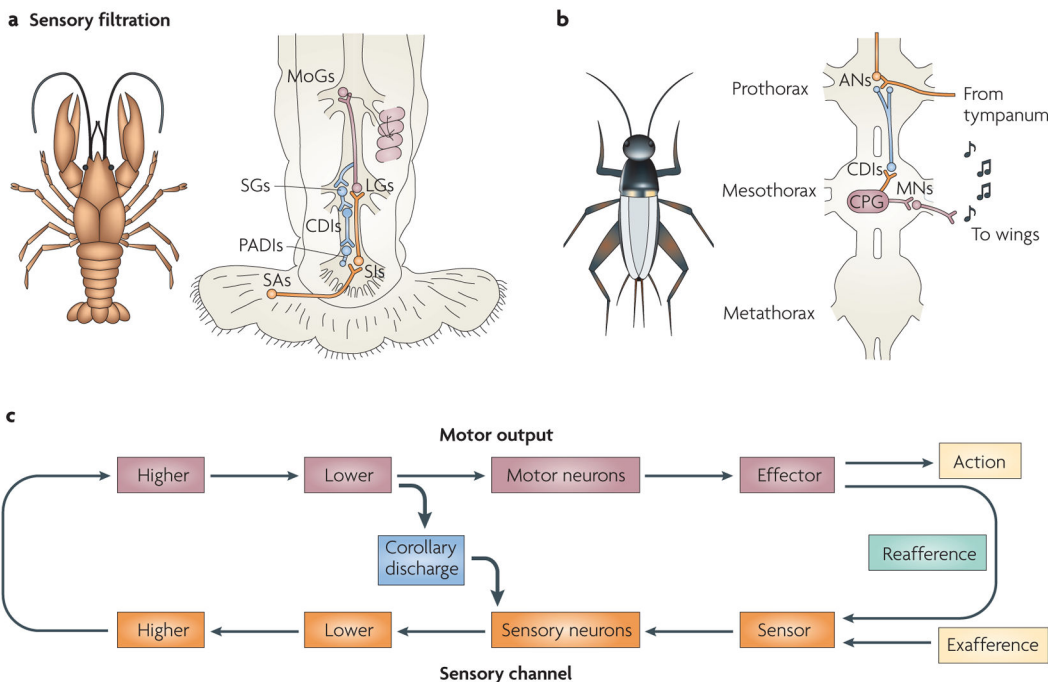 a Sensory filtration
MoGs
SGs
LGs
CDIs
PADIs
SAs
SIs
b
Prothorax
ANs
From
tympanum
CDIs
Mesothorax
MNs
CPG
To wings
Metathorax
c
Motor output
Higher
Lower
Motor neurons
Effector
Action
Corollary
discharge
Reafference
Higher
Lower
Sensory neurons
Sensor
Exafference
Sensory channel